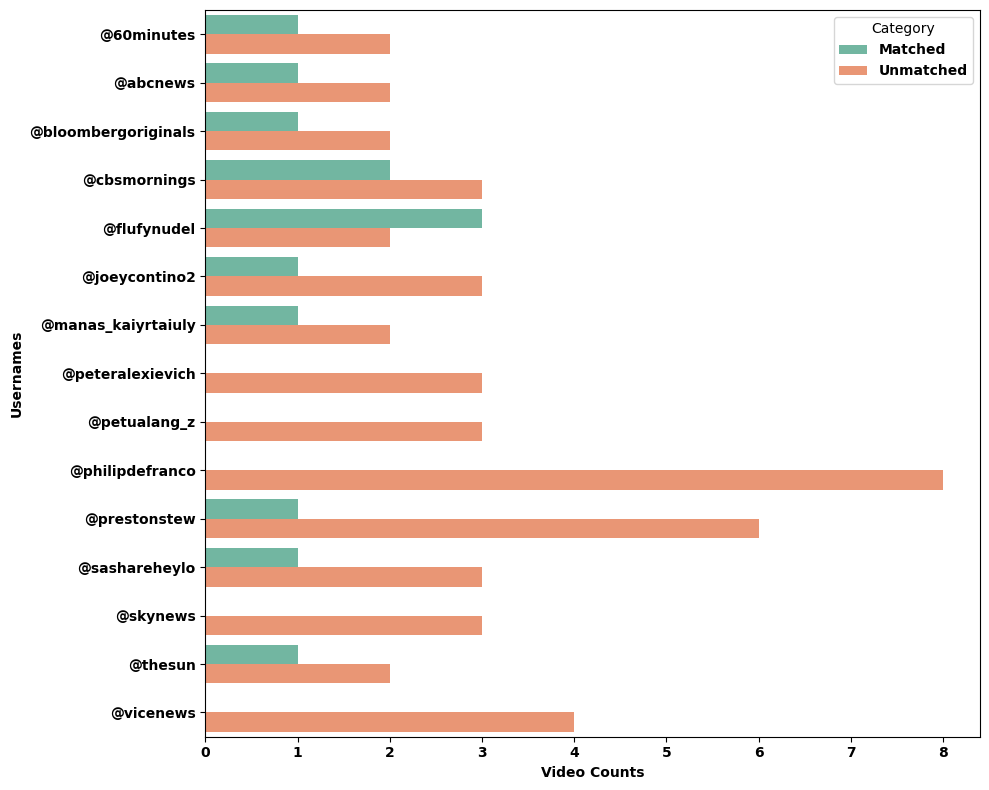 Category
Matched
Unmatched
@60minutes
@abcnews
@bloombergoriginals
@cbsmornings
@flufynudel
@joeycontino2
@manas_kaiyrtaiuly
@peteralexievich
@petualang_z
@philipdefranco
@prestonstew
@sashareheylo
@skynews
@thesun
@vicenews
Usernames
0 1 2 3 4 5 6 7 8
Video Counts